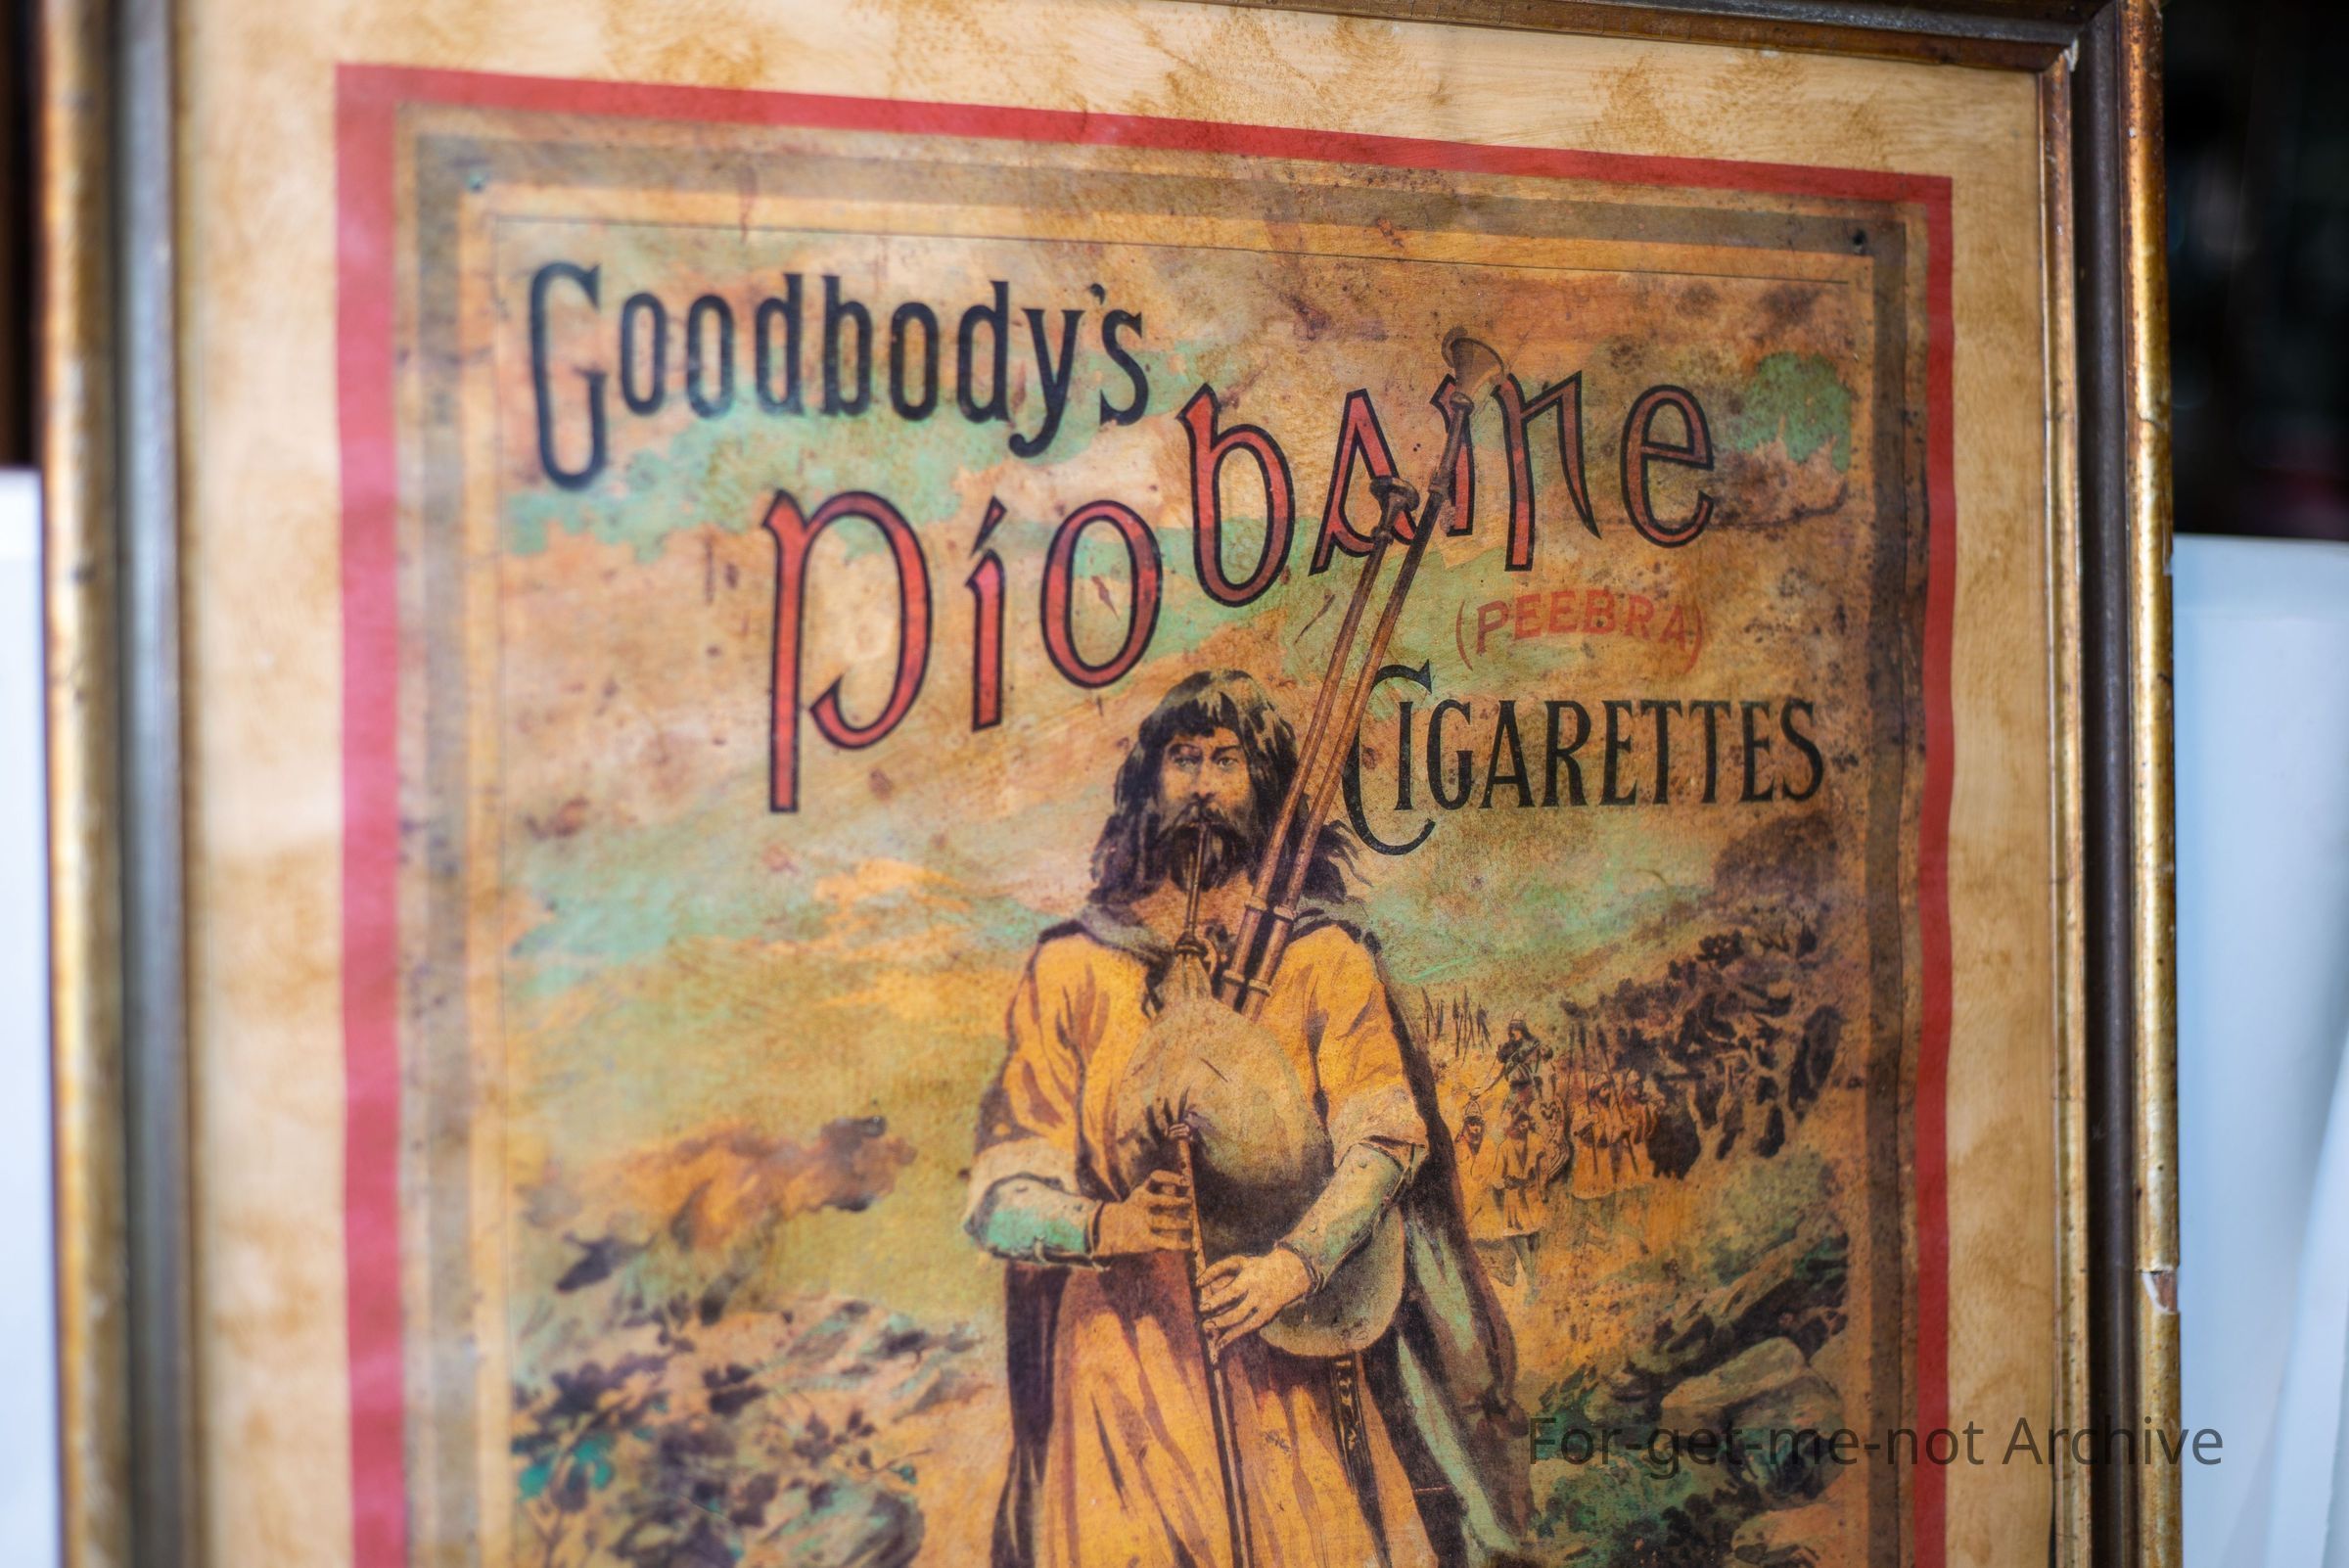 Goodbody's
Píobaire
(PEEBRA)
CIGARETTES
For-get-me-not Archive